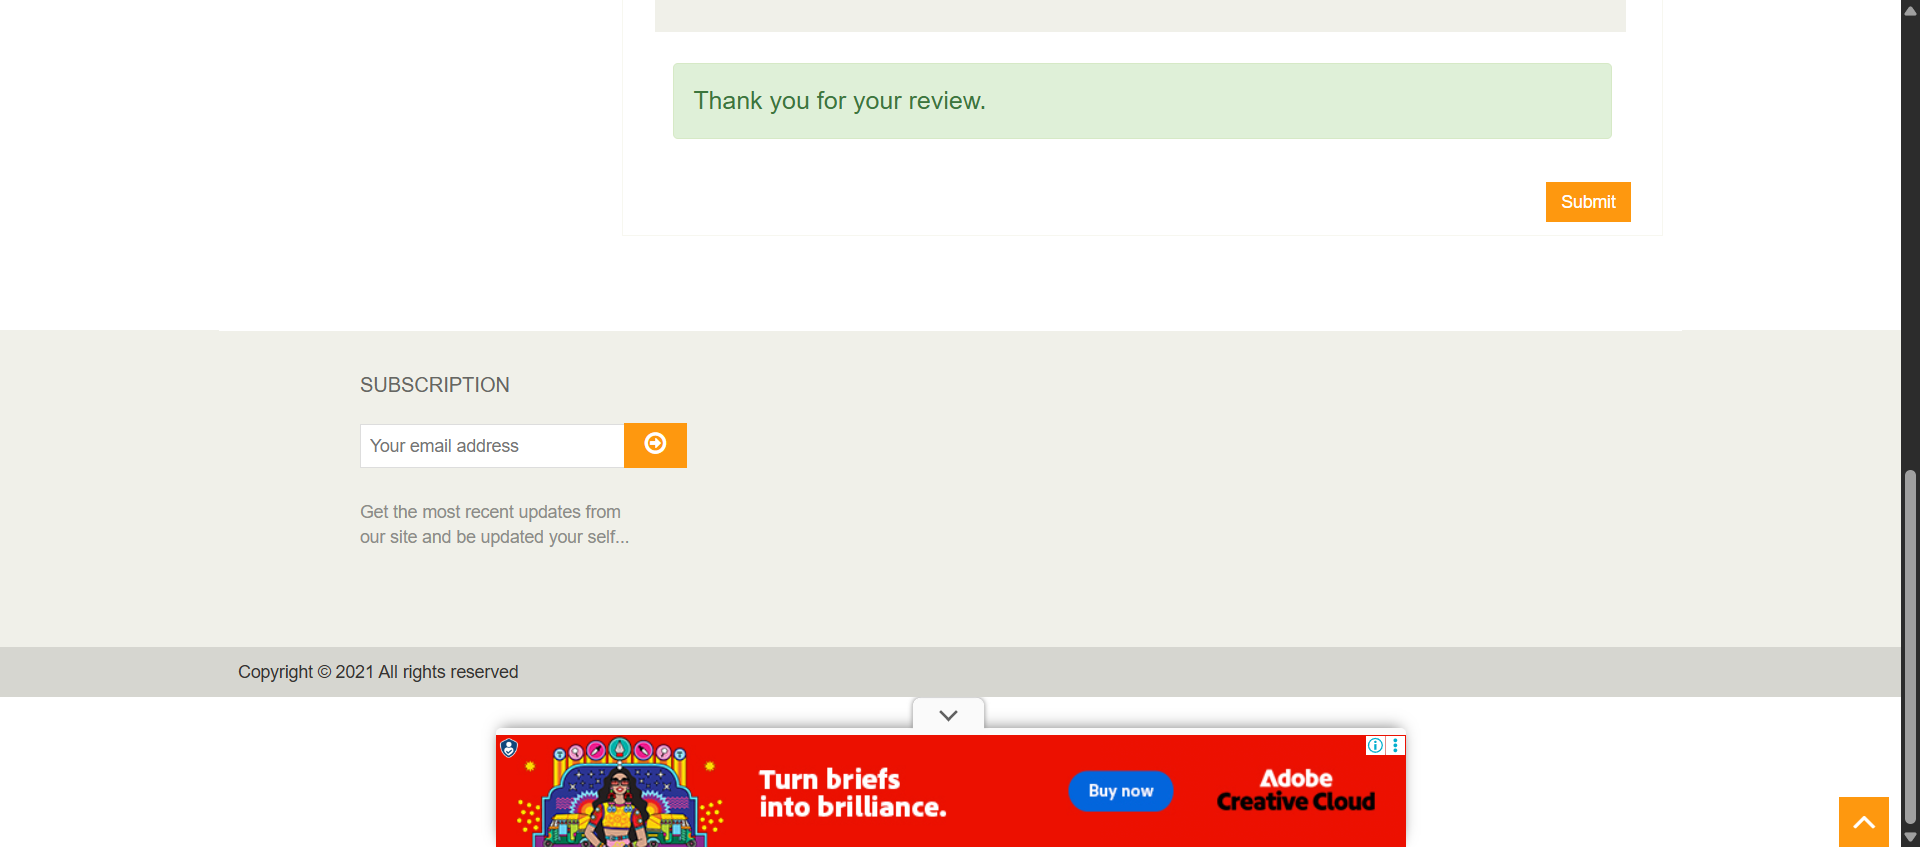 Thank you for your review.
Submit
SUBSCRIPTION
Your email address
Get the most recent updates from
our site and be updated your self...
Copyright © 2021 All rights reserved
Turn briefs
into brilliance.
Buy now
Adobe
Creative Cloud